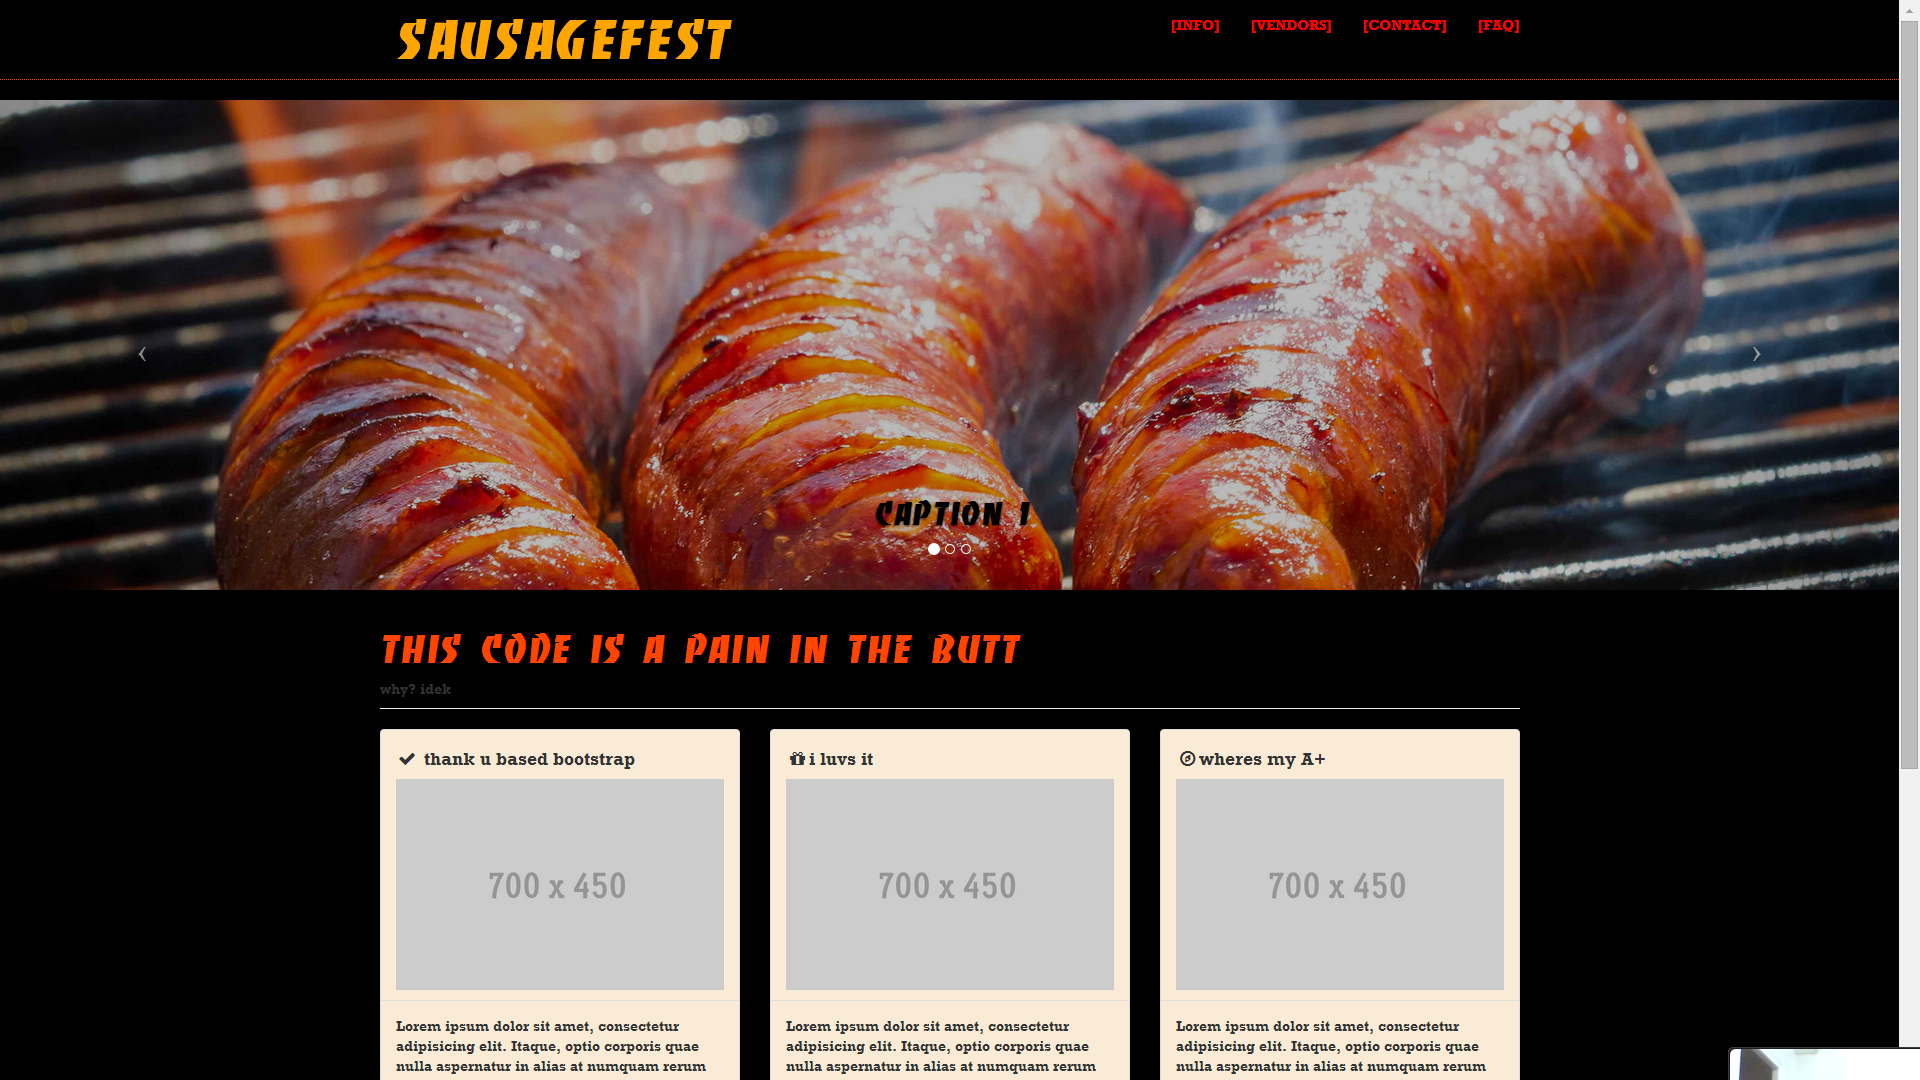 SAUSAGEFEST
[INFO] [VENDORS] [CONTACT] [FAQ]
CAPTION 1
THIS CODE IS A PAIN IN THE BUTT
why? idek
thank u based bootstrap
700 x 450
Lorem ipsum dolor sit amet, consectetur
adipisicing elit. Itaque, optio corporis quae
nulla aspernatur in alias at numquam rerum
i luvs it
700 x 450
Lorem ipsum dolor sit amet, consectetur
adipisicing elit. Itaque, optio corporis quae
nulla aspernatur in alias at numquam rerum
wheres my A+
700 x 450
Lorem ipsum dolor sit amet, consectetur
adipisicing elit. Itaque, optio corporis quae
nulla aspernatur in alias at numquam rerum